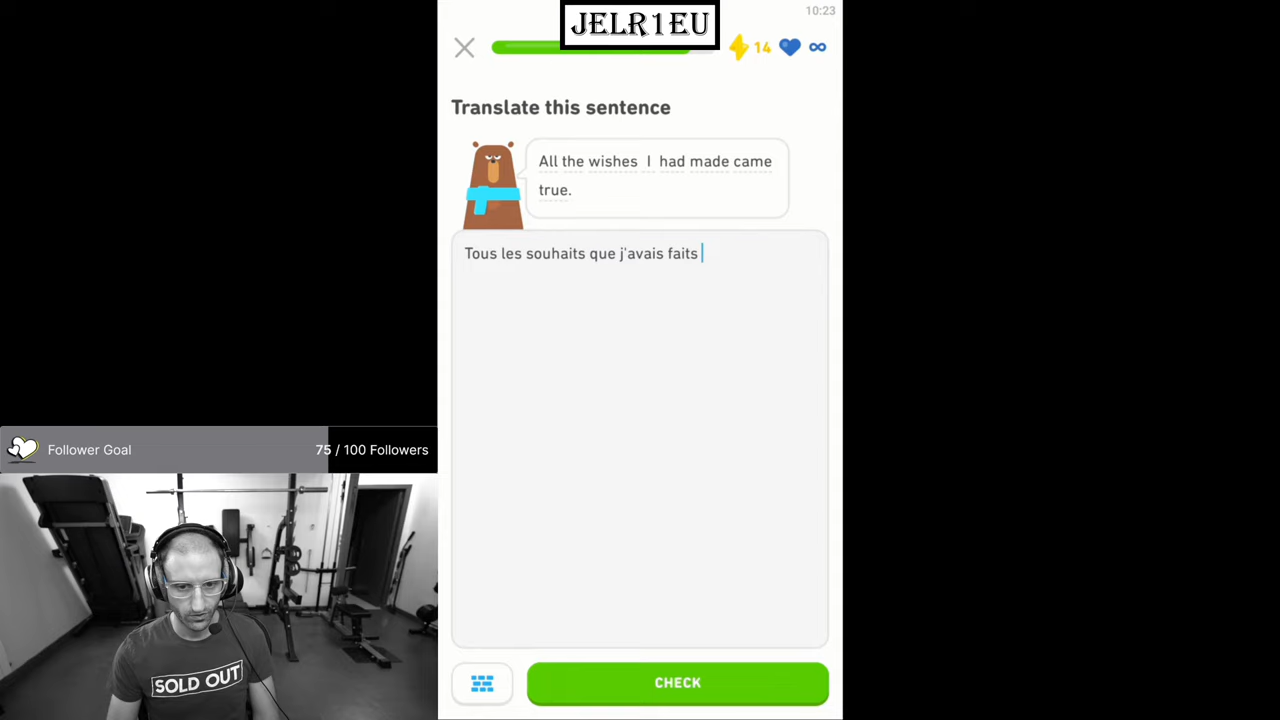 10:23
JELR1EU
14
∞
Translate this sentence
All the wishes I had made came
true.
Tous les souhaits que j'avais faits
Follower Goal
75 / 100 Followers
SOLD OUT
CHECK